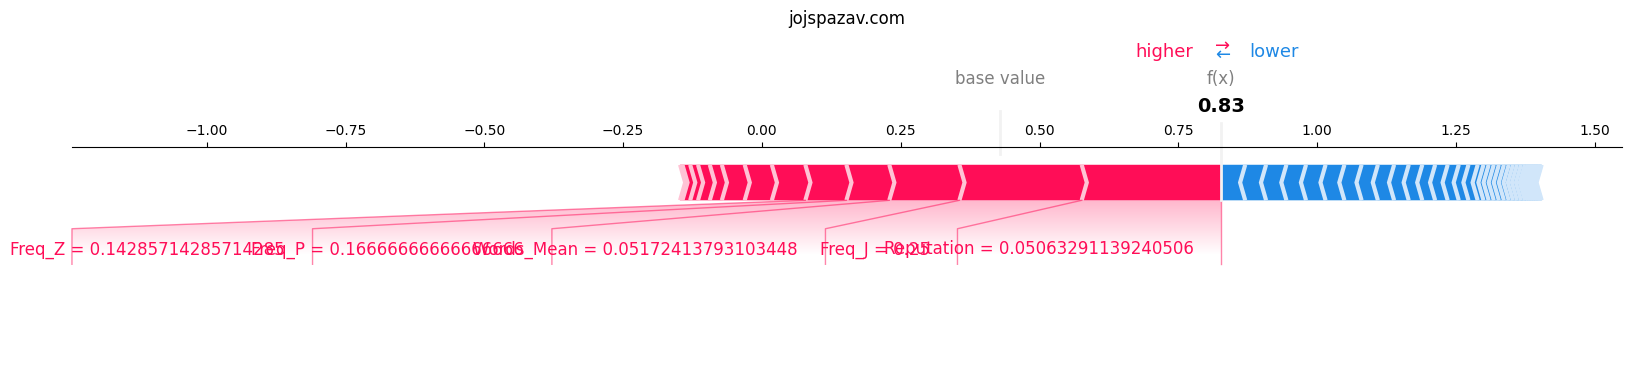 jojspazav.com
higher ⇄ lower
base value f(x)
0.83
−1.00 −0.75 −0.50 −0.25 0.00 0.25 0.50 0.75 1.00 1.25 1.50
Freq_Z = 0.14285714285714285 Freq_P = 0.16666666666666666 Words_Mean = 0.05172413793103448 Freq_J = 0.25 Reputation = 0.05063291139240506